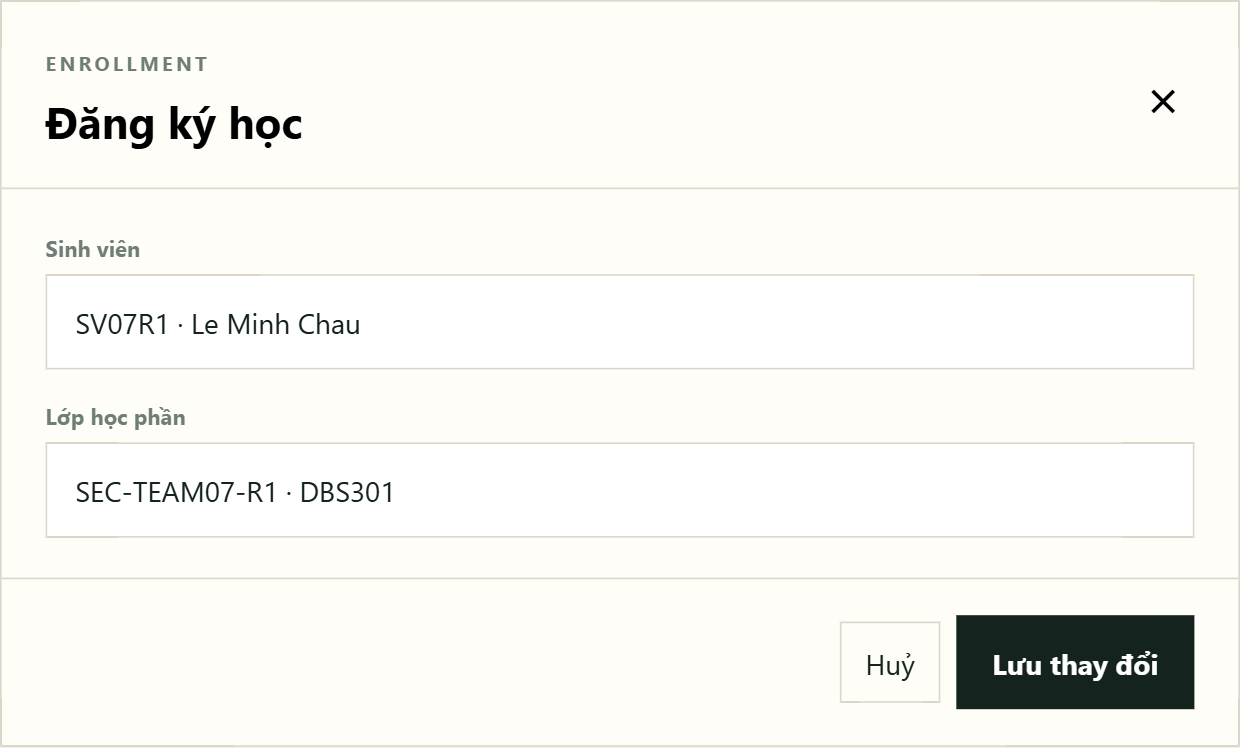 ENROLLMENT
Đăng ký học
Sinh viên
SV07R1 · Le Minh Chau
Lớp học phần
SEC-TEAM07-R1 · DBS301
Huỷ
Lưu thay đổi